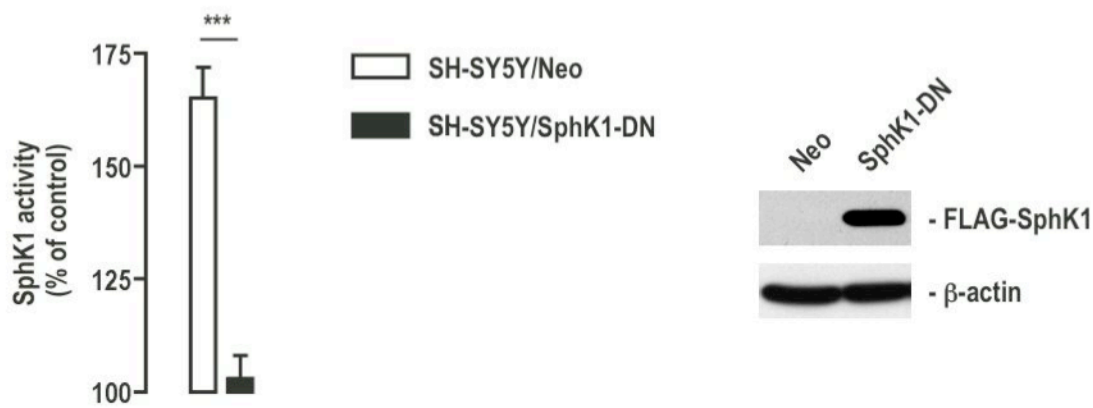 ***
175
150
125
100
SphK1 activity
(% of control)
SH-SY5Y/Neo
SH-SY5Y/SphK1-DN
Neo
SphK1-DN
- FLAG-SphK1
- β-actin